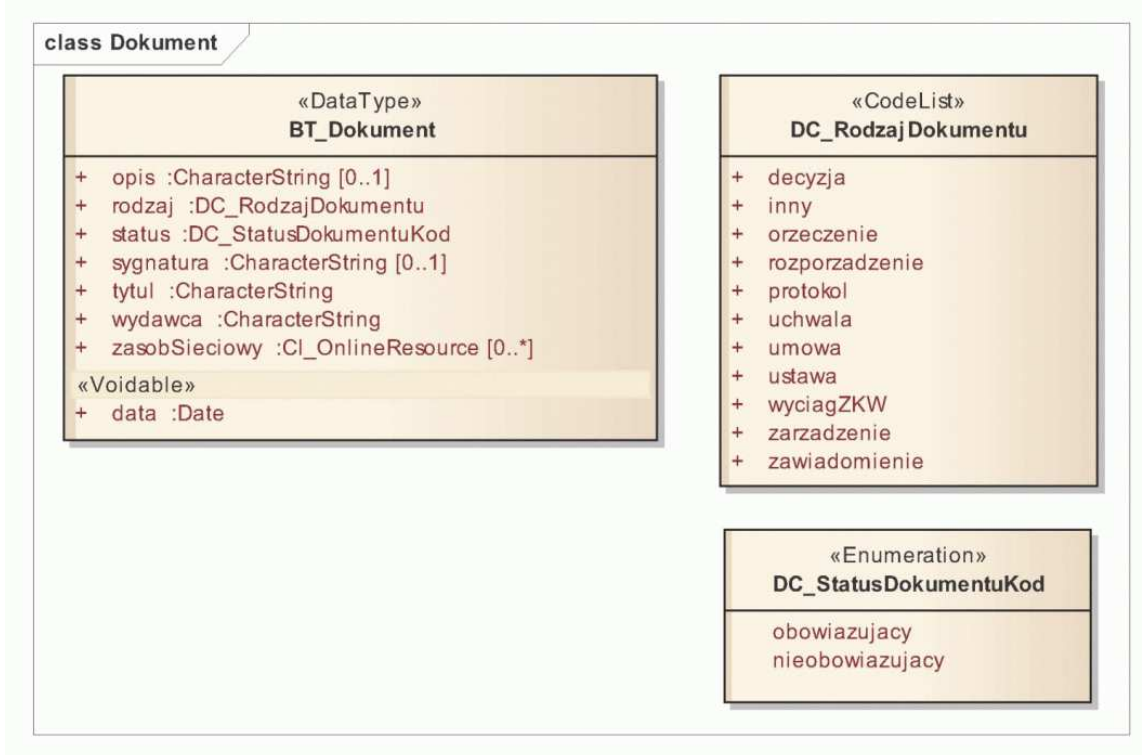 class Dokument
«DataType»
BT_Dokument
+ opis :CharacterString [0..1]
+ rodzaj :DC_RodzajDokumentu
+ status :DC_StatusDokumentuKod
+ sygnatura :CharacterString [0..1]
+ tytul :CharacterString
+ wydawca :CharacterString
+ zasobSieciowy :CI_OnlineResource [0..*]
«Voidable»
+ data :Date
«CodeList»
DC_RodzajDokumentu
+ decyzja
+ inny
+ orzeczenie
+ rozporzadzenie
+ protokol
+ uchwala
+ umowa
+ ustawa
+ wyciagZKW
+ zarzadzenie
+ zawiadomienie
«Enumeration»
DC_StatusDokumentuKod
obowiazujacy
nieobowiazujacy